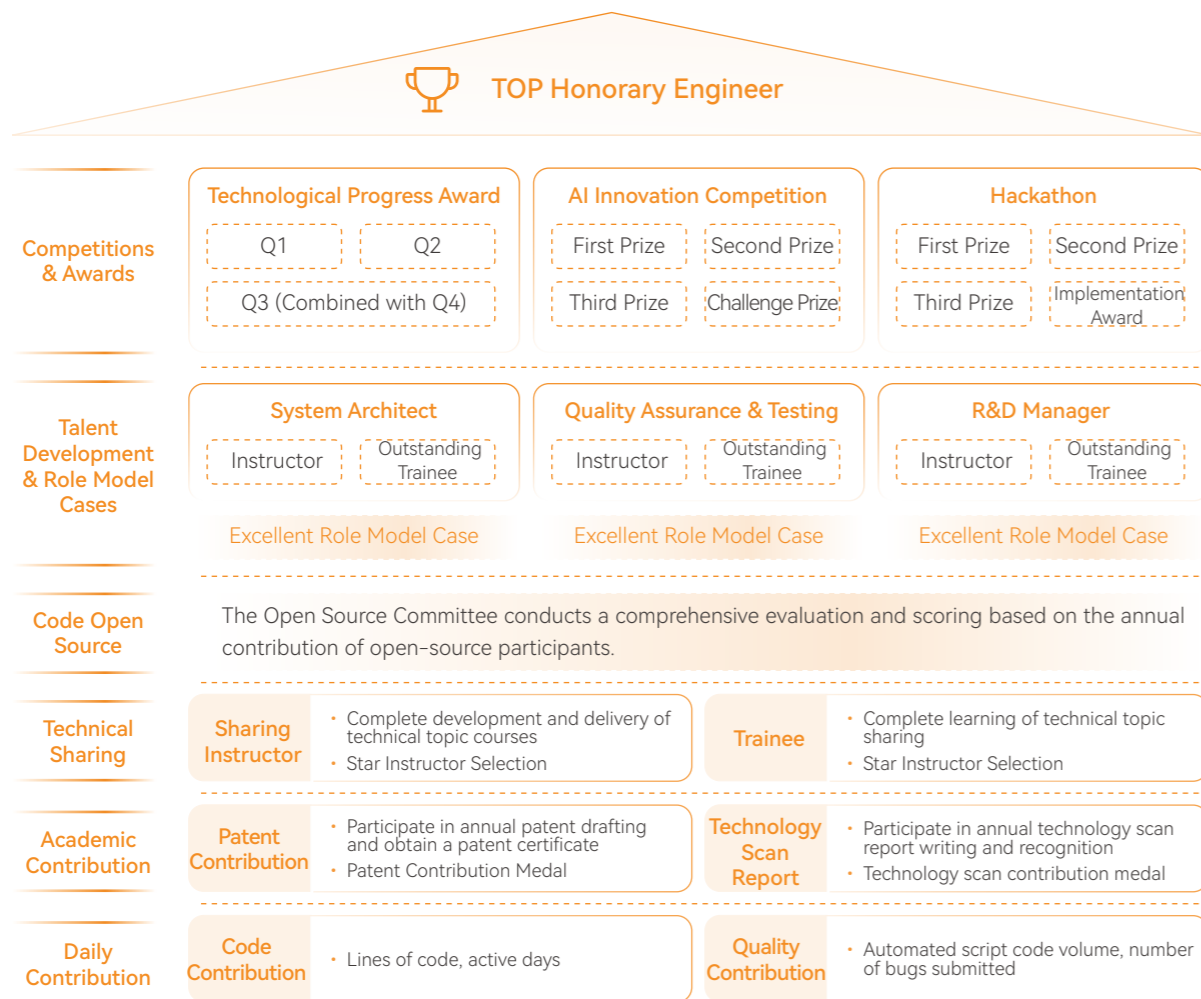 TOP Honorary Engineer
Competitions
& Awards
Technological Progress Award
Q1
Q2
Q3 (Combined with Q4)
AI Innovation Competition
First Prize
Second Prize
Third Prize
Challenge Prize
Hackathon
First Prize
Second Prize
Third Prize
Implementation
Award
Talent
Development
& Role Model
Cases
System Architect
Instructor
Outstanding
Trainee
Quality Assurance & Testing
Instructor
Outstanding
Trainee
R&D Manager
Instructor
Outstanding
Trainee
Excellent Role Model Case
Excellent Role Model Case
Excellent Role Model Case
Code Open
Source
The Open Source Committee conducts a comprehensive evaluation and scoring based on the annual
contribution of open-source participants.
Technical
Sharing
Sharing
Instructor
• Complete development and delivery of
technical topic courses
• Star Instructor Selection
Trainee
• Complete learning of technical topic
sharing
• Star Instructor Selection
Academic
Contribution
Patent
Contribution
• Participate in annual patent drafting
and obtain a patent certificate
• Patent Contribution Medal
Technology
Scan
Report
• Participate in annual technology scan
report writing and recognition
• Technology scan contribution medal
Daily
Contribution
Code
Contribution
• Lines of code, active days
Quality
Contribution
• Automated script code volume, number
of bugs submitted